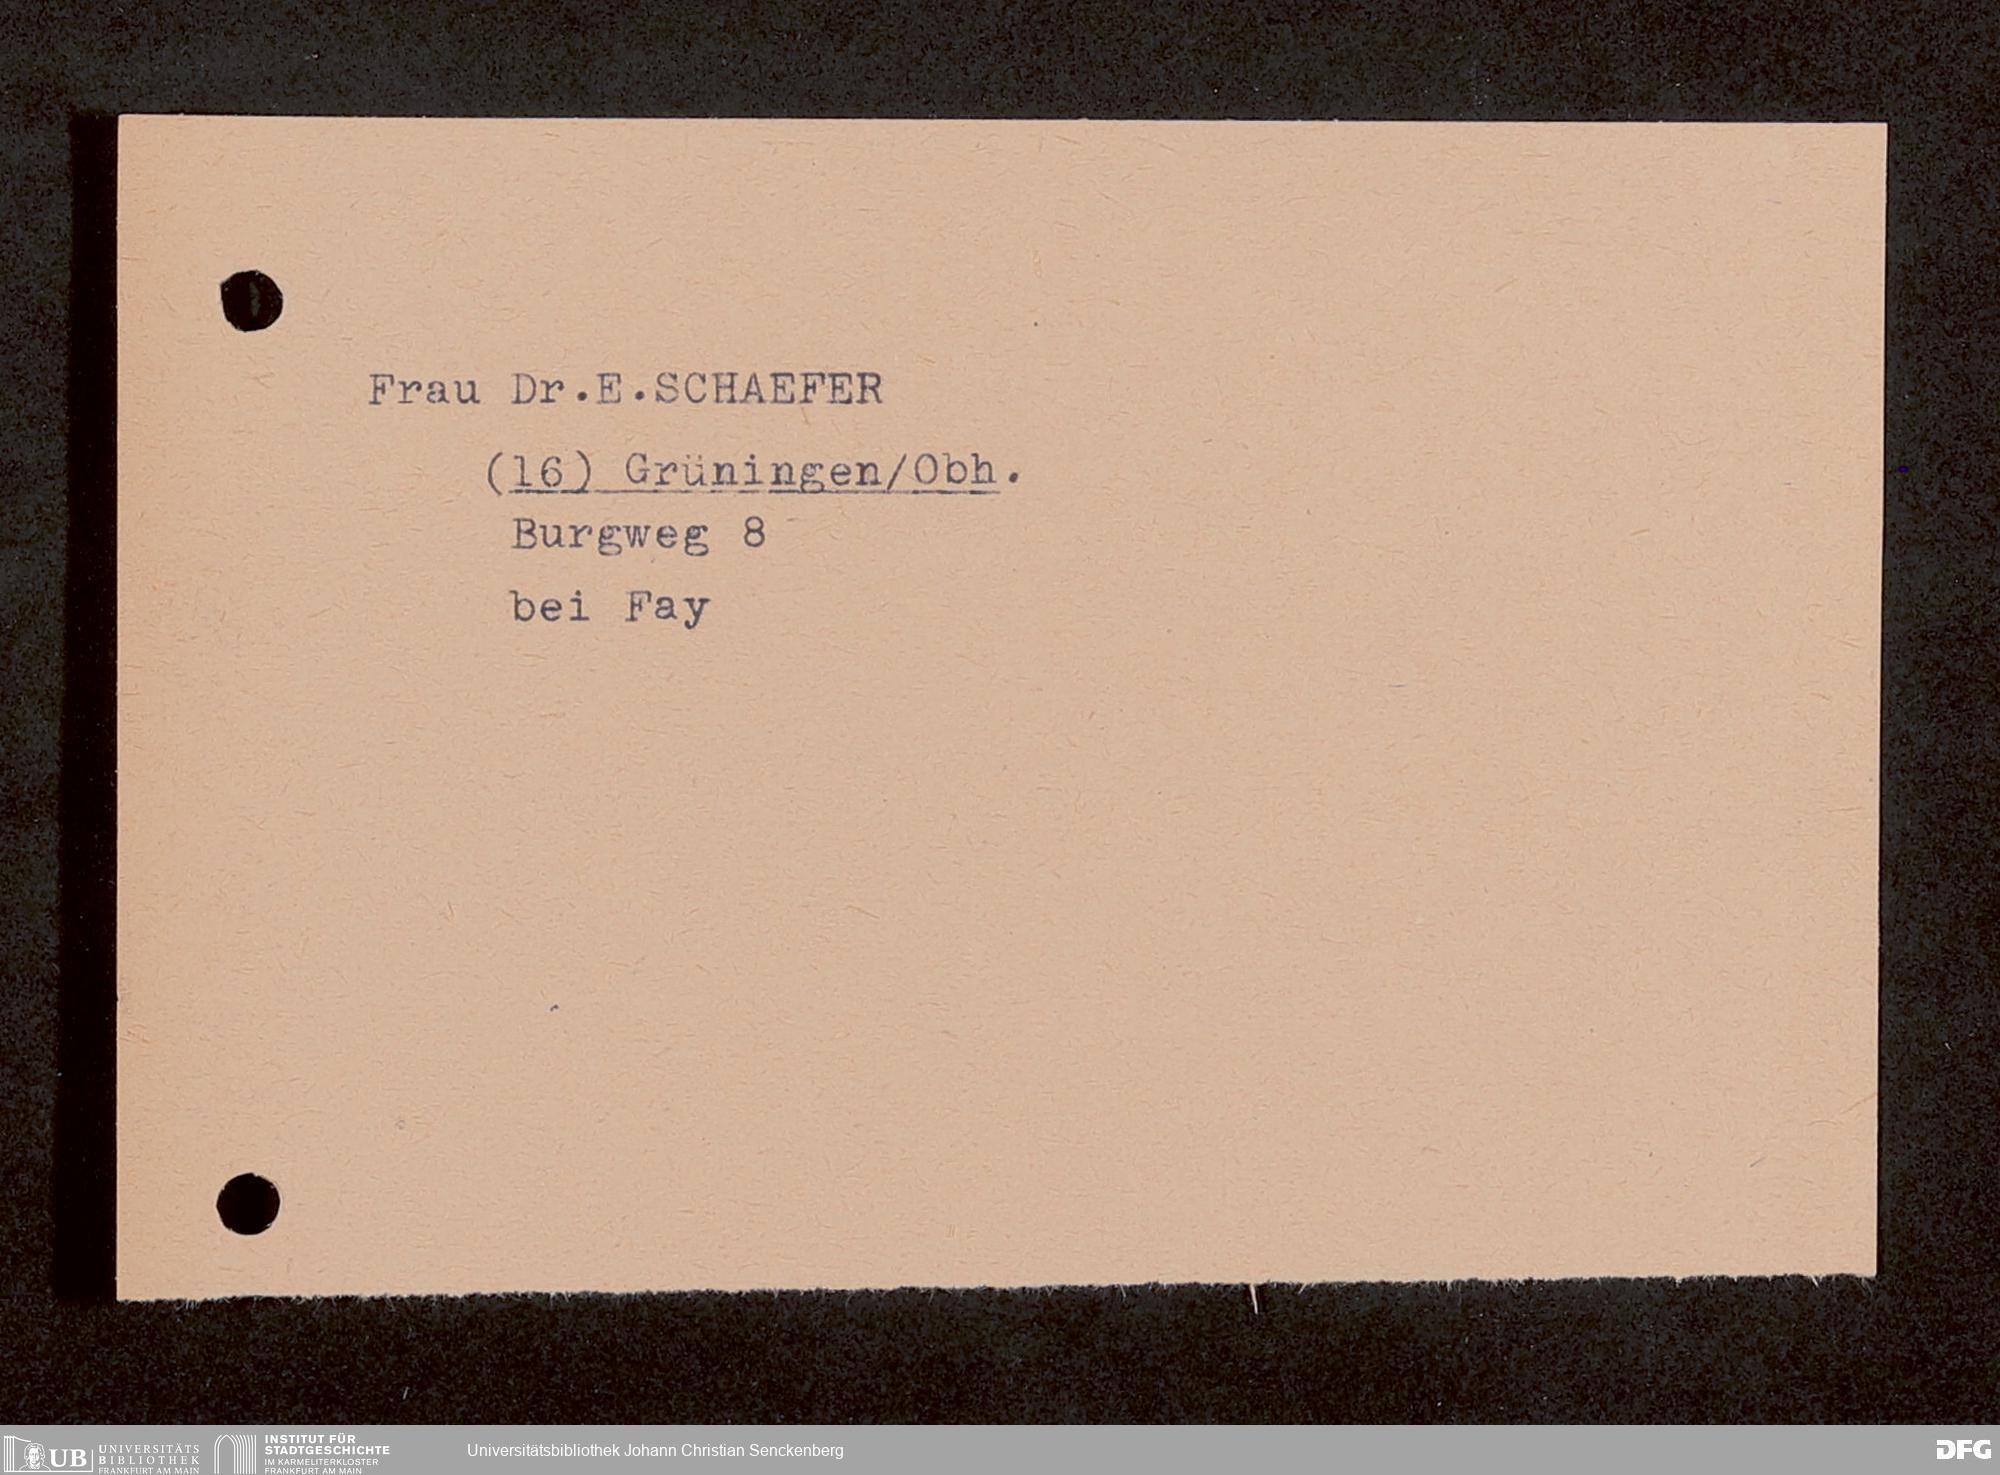 Frau Dr.E.SCHAEFER
(16) Grüningen/Obh.
Burgweg 8
bei Fay
UB UNIVERSITÄTS
BIBLIOTHEK
FRANKFURT AM MAIN
INSTITUT FÜR
STADTGESCHICHTE
IM KARMELITERKLOSTER
FRANKFURT AM MAIN
Universitätsbibliothek Johann Christian Senckenberg
DFG